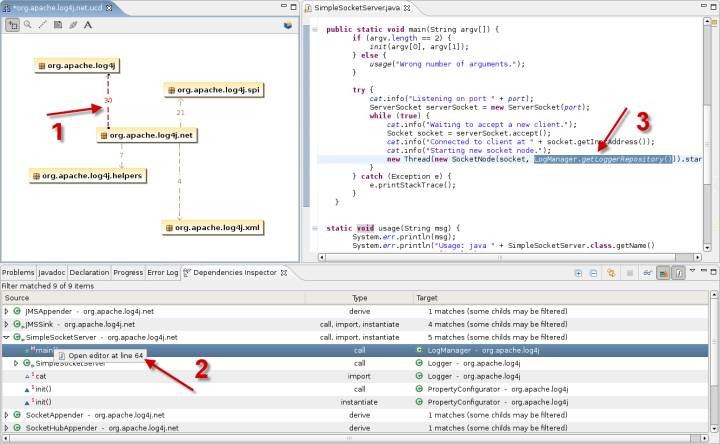 *org.apache.log4j.net.ucd
org.apache.log4j
org.apache.log4j.spi
30
21
1
org.apache.log4j.net
7
org.apache.log4j.helpers
4
org.apache.log4j.xml
SimpleSocketServer.java
public static void main(String argv[]) {
if (argv.length == 2) {
init(argv[0], argv[1]);
} else {
usage("Wrong number of arguments.");
}
try {
cat.info("Listening on port " + port);
ServerSocket serverSocket = new ServerSocket(port);
while (true) {
cat.info("Waiting to accept a new client.");
Socket socket = serverSocket.accept();
cat.info("Connected to client at " + socket.getInetAddress());
cat.info("Starting new socket node.");
new Thread(new SocketNode(socket, LogManager.getLoggerRepository())).star
}
} catch (Exception e) {
e.printStackTrace();
}
}
3
static void usage(String msg) {
System.err.println(msg);
System.err.println("Usage: java " + SimpleSocketServer.class.getName()
Problems Javadoc Declaration Progress Error Log Dependencies Inspector
Filter matched 9 of 9 items
Source Type Target
JMSAppender - org.apache.log4j.net derive 1 matches (some childs may be filtered)
JMSSink - org.apache.log4j.net call, import, instantiate 4 matches (some childs may be filtered)
SimpleSocketServer - org.apache.log4j.net call, import, instantiate 5 matches (some childs may be filtered)
main() call LogManager - org.apache.log4j
Open editor at line 64
SimpleSocketServer call Logger - org.apache.log4j
cat import Logger - org.apache.log4j
init() call PropertyConfigurator - org.apache.log4j
init() instantiate PropertyConfigurator - org.apache.log4j
SocketAppender - org.apache.log4j.net derive 1 matches (some childs may be filtered)
SocketHubAppender - org.apache.log4j.net derive 1 matches (some childs may be filtered)
2